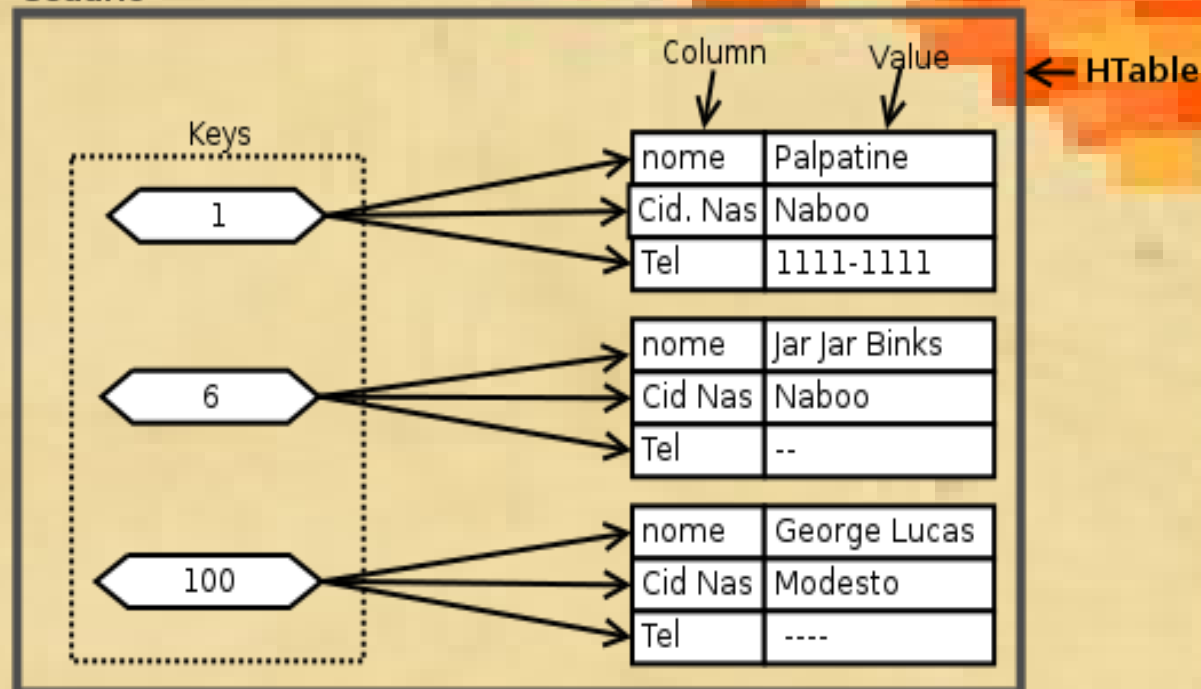 Column Value
HTable
Keys
1
nome Palpatine
Cid. Nas Naboo
Tel 1111-1111
6
nome Jar Jar Binks
Cid Nas Naboo
Tel --
100
nome George Lucas
Cid Nas Modesto
Tel ----